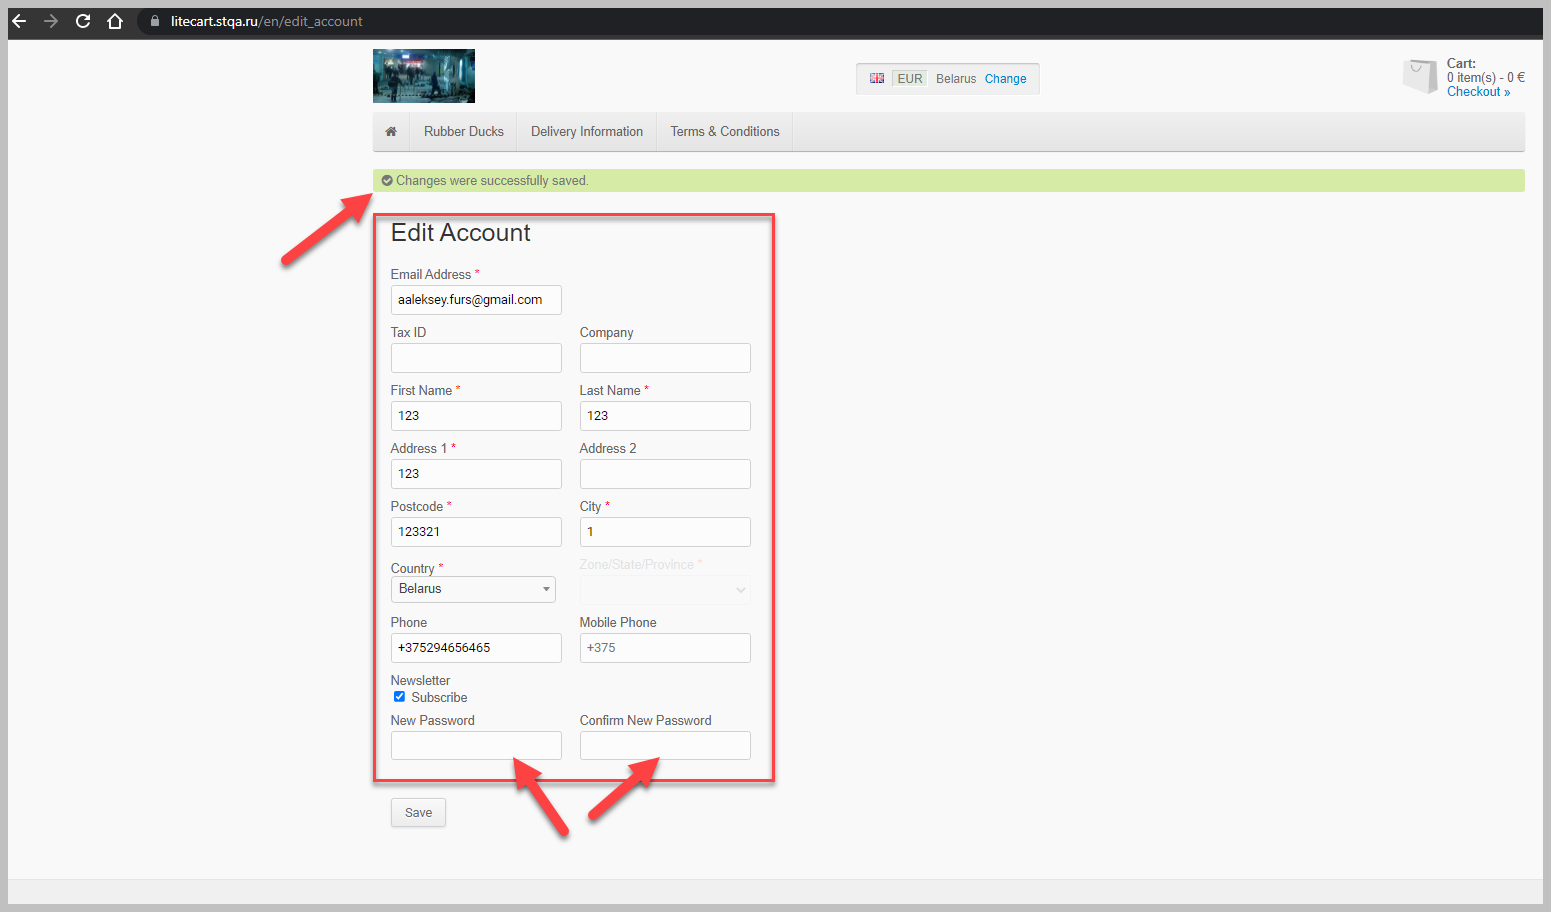 litecart.stqa.ru/en/edit_account
EUR Belarus Change
Cart:
0 item(s) - 0 €
Checkout »
Rubber Ducks Delivery Information Terms & Conditions
Changes were successfully saved.
Edit Account
Email Address *
aaleksey.furs@gmail.com
Tax ID Company
First Name * Last Name *
123 123
Address 1 * Address 2
123
Postcode * City *
123321 1
Country * Zone/State/Province *
Belarus
Phone Mobile Phone
+375294656465 +375
Newsletter
Subscribe
New Password Confirm New Password
Save